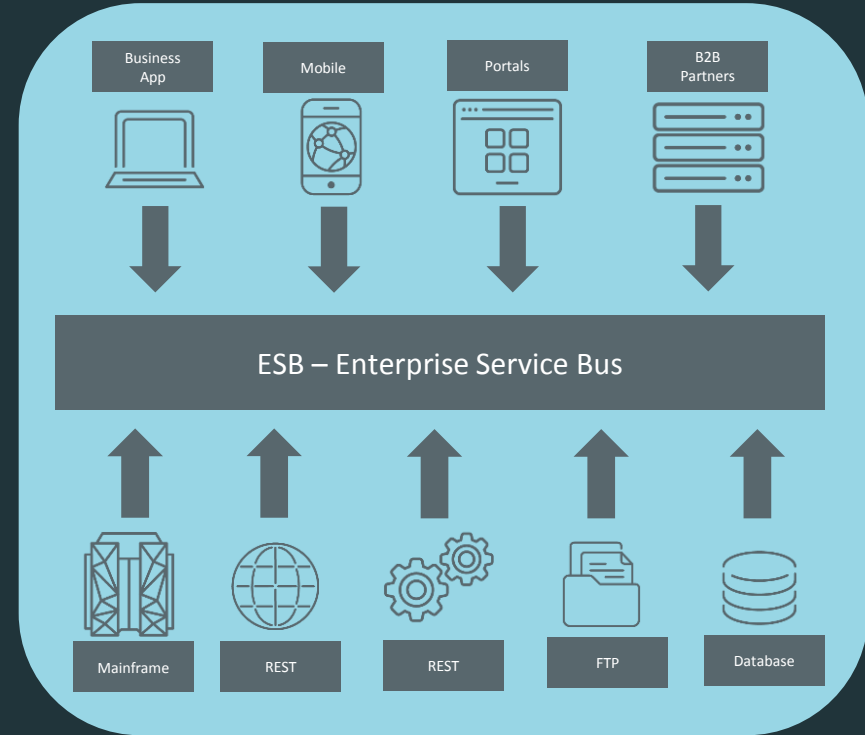 Business
App
Mobile
Portals
B2B
Partners
ESB – Enterprise Service Bus
Mainframe
REST
REST
FTP
Database